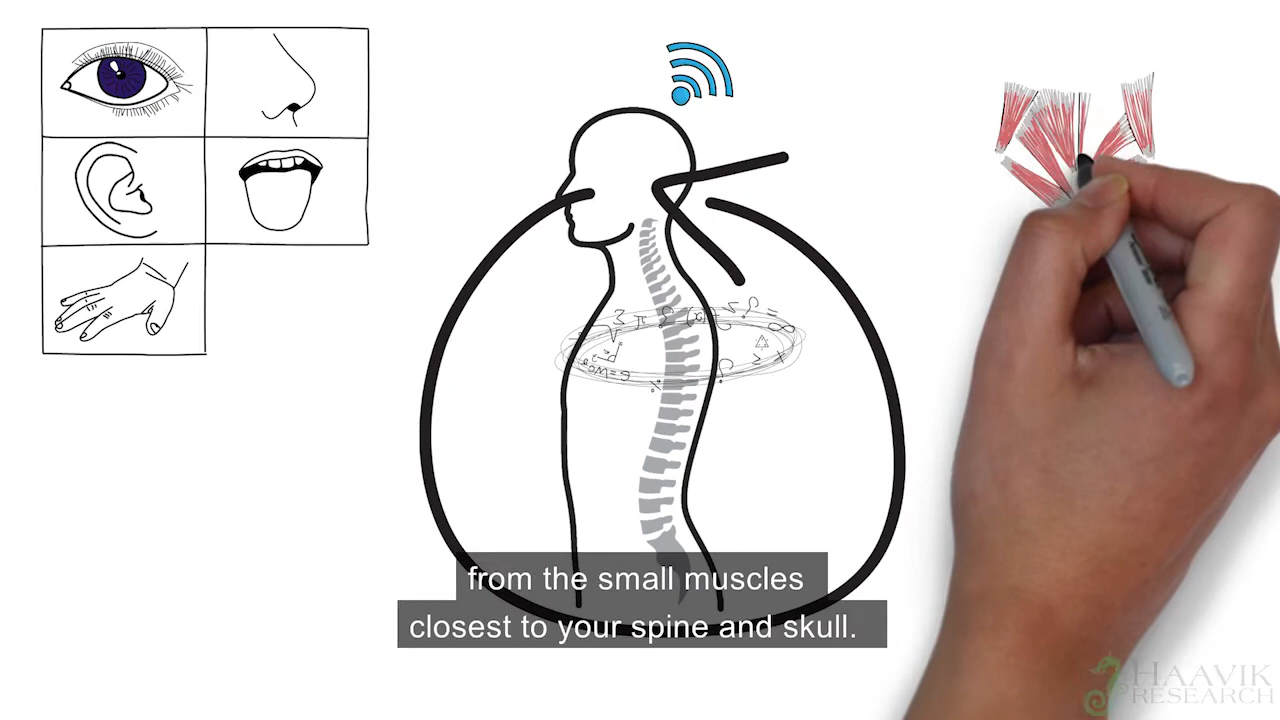 from the small muscles
closest to your spine and skull.
HAAVIK
RESEARCH